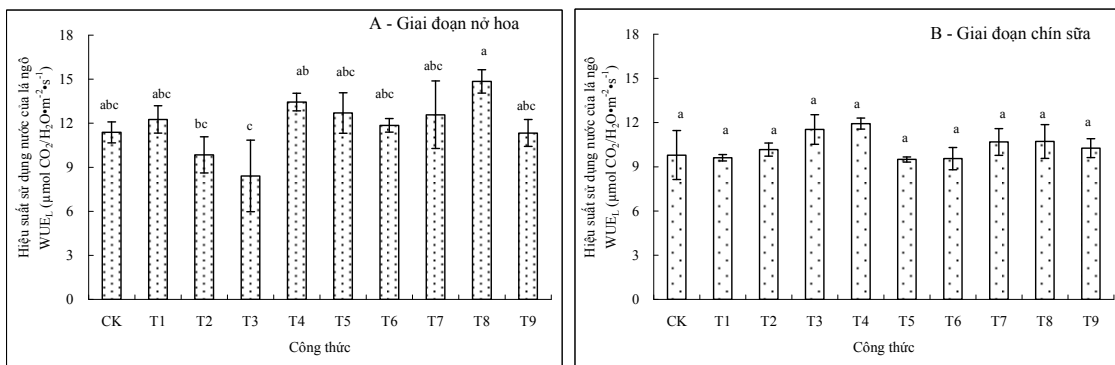 A - Giai đoạn nở hoa
Hiệu suất sử dụng nước của lá ngô
WUE_L (µmol CO₂/H₂O•m⁻²•s⁻¹)
18
15
12
9
6
3
0
abc
abc
bc
c
ab
abc
abc
abc
a
abc
CK T1 T2 T3 T4 T5 T6 T7 T8 T9
Công thức
B - Giai đoạn chín sữa
Hiệu suất sử dụng nước của lá ngô
WUE_L (µmol CO₂/H₂O•m⁻²•s⁻¹)
18
15
12
9
6
3
0
a
a
a
a
a
a
a
a
a
a
CK T1 T2 T3 T4 T5 T6 T7 T8 T9
Công thức